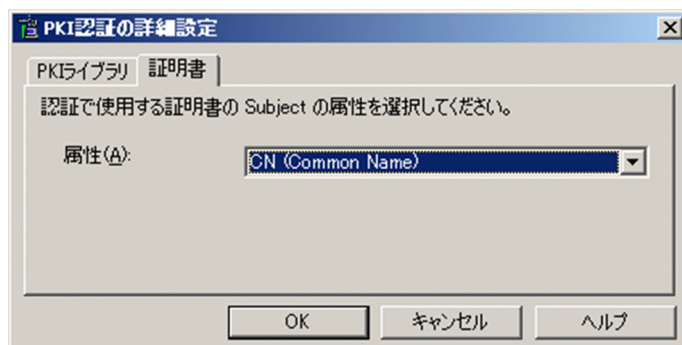 PKI認証の詳細設定
PKIライブラリ 証明書
認証で使用する証明書の Subject の属性を選択してください。
属性(A): CN (Common Name)
OK キャンセル ヘルプ